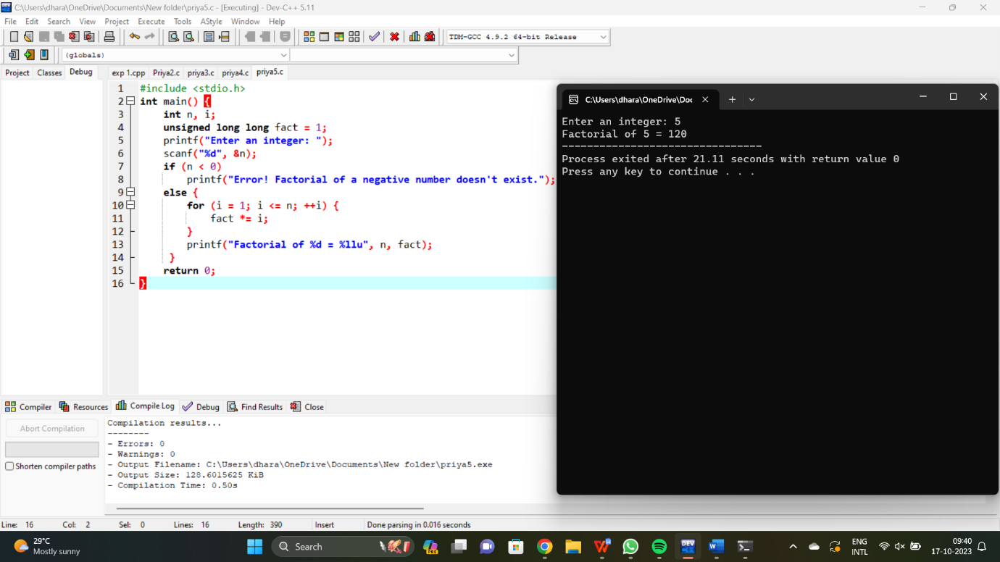 C:\Users\dhara\OneDrive\Documents\New folder\priya5.c - [Executing] - Dev-C++ 5.11
File Edit Search View Project Execute Tools AStyle Window Help
TDM-GCC 4.9.2 64-bit Release
(globals)
Project Classes Debug
exp 1.cpp Priya2.c priya3.c priya4.c priya5.c
1 #include <stdio.h>
2 int main() {
3 int n, i;
4 unsigned long long fact = 1;
5 printf("Enter an integer: ");
6 scanf("%d", &n);
7 if (n < 0)
8 printf("Error! Factorial of a negative number doesn't exist.");
9 else {
10 for (i = 1; i <= n; ++i) {
11 fact *= i;
12 }
13 printf("Factorial of %d = %llu", n, fact);
14 }
15 return 0;
16 }
C:\Users\dhara\OneDrive\Doc
Enter an integer: 5
Factorial of 5 = 120
--------------------------------
Process exited after 21.11 seconds with return value 0
Press any key to continue . . .
Compiler Resources Compile Log Debug Find Results Close
Abort Compilation
Shorten compiler paths
Compilation results...
--------
- Errors: 0
- Warnings: 0
- Output Filename: C:\Users\dhara\OneDrive\Documents\New folder\priya5.exe
- Output Size: 128.6015625 KiB
- Compilation Time: 0.50s
Line: 16 Col: 2 Sel: 0 Lines: 16 Length: 390 Insert Done parsing in 0.016 seconds
29°C
Mostly sunny
Search
PRE
DEV
W
ENG
INTL
09:40
17-10-2023